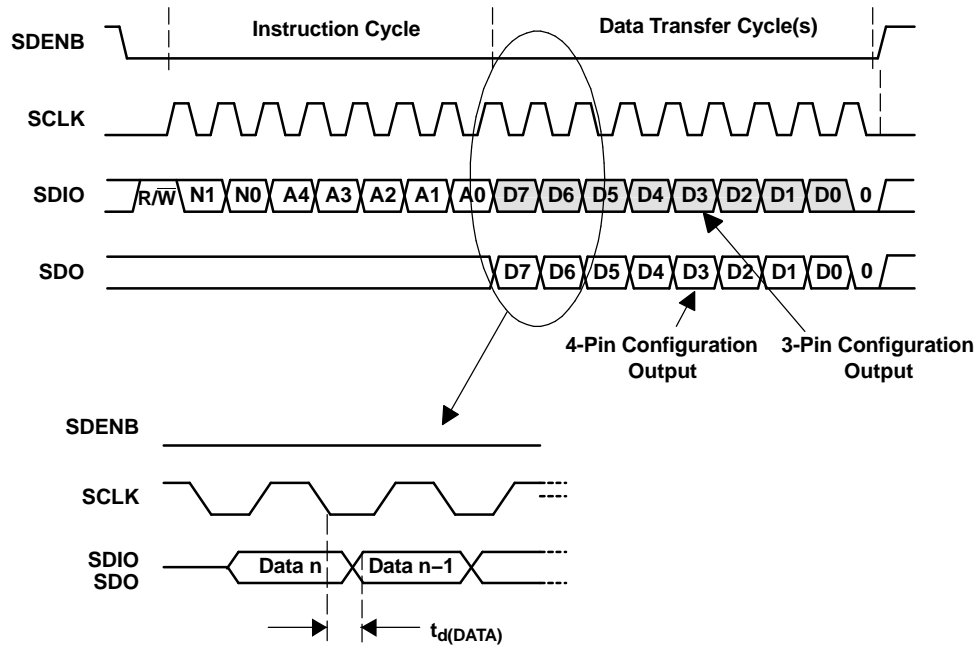 Instruction Cycle
Data Transfer Cycle(s)
SDENB
SCLK
SDIO
R/W̅ N1 N0 A4 A3 A2 A1 A0 D7 D6 D5 D4 D3 D2 D1 D0 0
SDO
D7 D6 D5 D4 D3 D2 D1 D0 0
4-Pin Configuration
Output
3-Pin Configuration
Output
SDENB
SCLK
SDIO
SDO
Data n
Data n−1
td(DATA)